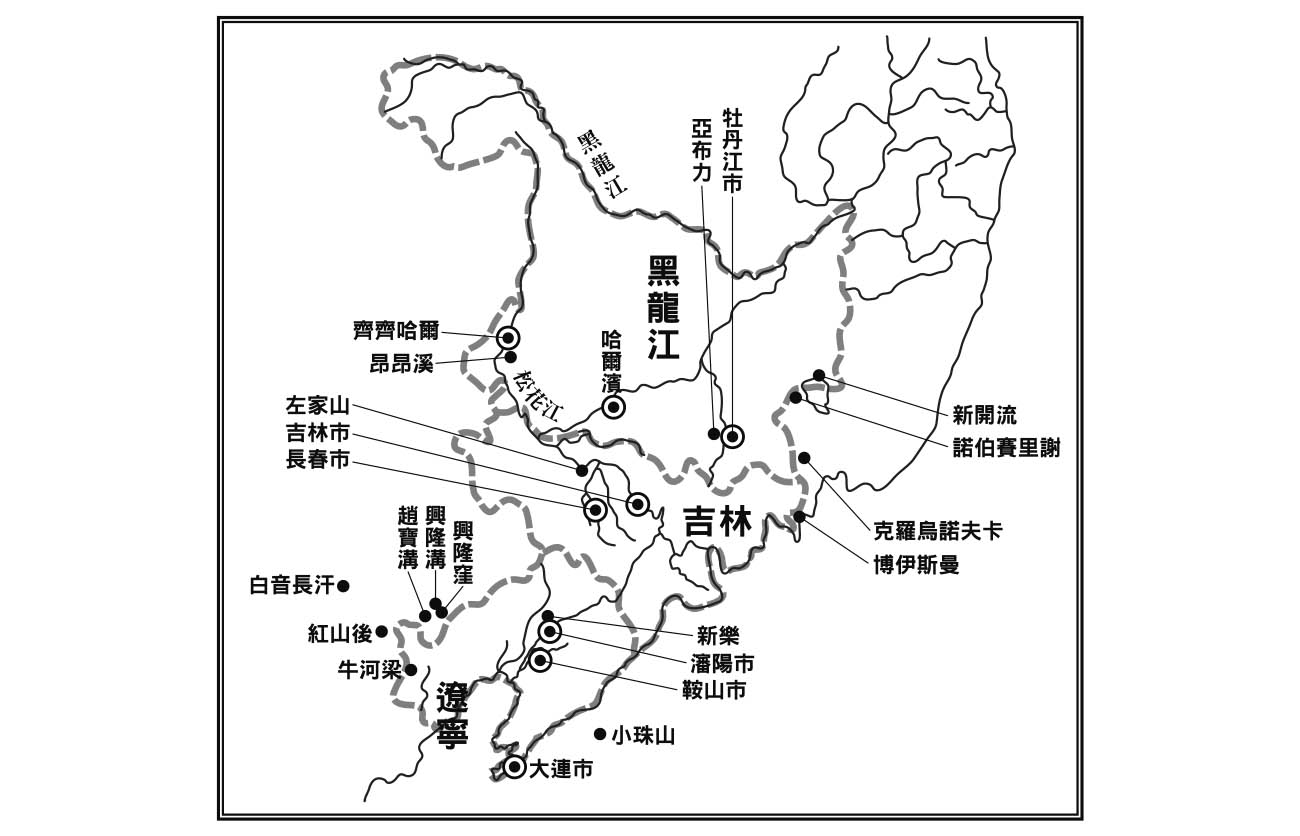 黑龍江
牡丹江市
亞布力
黑龍江
齊齊哈爾
昂昂溪
哈爾濱
松花江
左家山
吉林市
長春市
新開流
諾伯賽里謝
克羅烏諾夫卡
博伊斯曼
吉林
趙寶溝
興隆溝
興隆窪
白音長汗
紅山後
牛河梁
遼寧
新樂
瀋陽市
鞍山市
小珠山
大連市